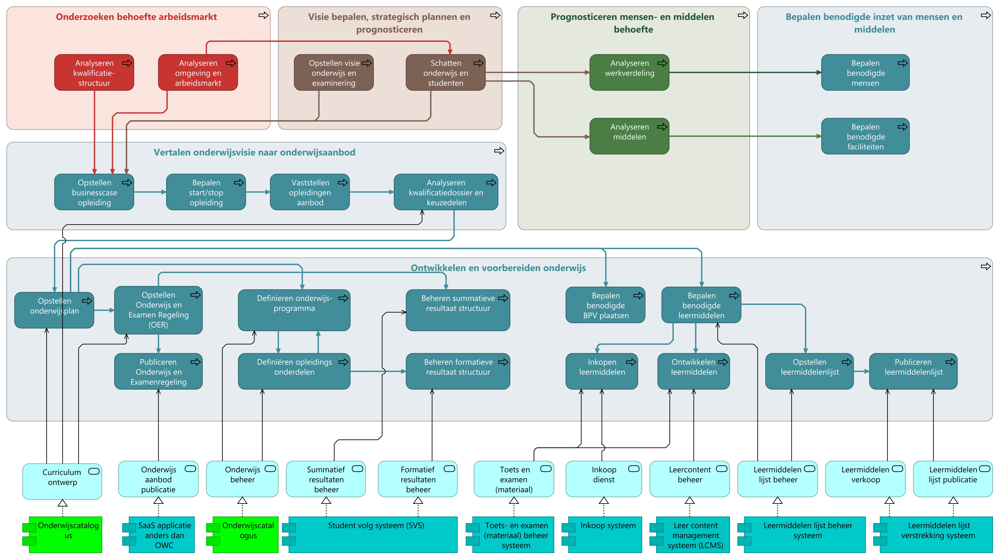 Onderzoeken behoefte arbeidsmarkt
Visie bepalen, strategisch plannen en
prognosticeren
Prognosticeren mensen- en middelen
behoefte
Bepalen benodigde inzet van mensen en
middelen
Analyseren
kwalificatie-
structuur
Analyseren
omgeving en
arbeidsmarkt
Opstellen visie
onderwijs en
examinering
Schatten
onderwijs en
studenten
Analyseren
werkverdeling
Bepalen
benodigde
mensen
Analyseren
middelen
Bepalen
benodigde
faciliteiten
Vertalen onderwijsvisie naar onderwijsaanbod
Opstellen
businesscase
opleiding
Bepalen
start/stop
opleiding
Vaststellen
opleidingen
aanbod
Analyseren
kwalificatiedossier en
keuzedelen
Ontwikkelen en voorbereiden onderwijs
Opstellen
onderwijsplan
Opstellen
Onderwijs en
Examen Regeling
(OER)
Definieren onderwijs-
programma
Beheren summatieve
resultaat structuur
Bepalen
benodigde
BPV plaatsen
Bepalen
benodigde
leermiddelen
Publiceren
Onderwijs en
Examenregeling
Definiëren opleidings
onderdelen
Beheren formatieve
resultaat structuur
Inkopen
leermiddelen
Ontwikkelen
leermiddelen
Opstellen
leermiddelenlijst
Publiceren
leermiddelenlijst
Curriculum
ontwerp
Onderwijs
aanbod
publicatie
Onderwijs
beheer
Summatief
resultaten
beheer
Formatief
resultaten
beheer
Toets en
examen
(materiaal)
Inkoop
dienst
Leercontent
beheer
Leermiddelen
lijst beheer
Leermiddelen
verkoop
Leermiddelen
lijst publicatie
Onderwijscatalog
us
SaaS applicatie
anders dan
OWC
Onderwijscatal
ogus
Student volg systeem (SVS)
Toets- en examen
(materiaal) beheer
systeem
Inkoop systeem
Leer content
management
systeem (LCMS)
Leermiddelen lijst beheer
systeem
Leermiddelen lijst
verstrekking systeem